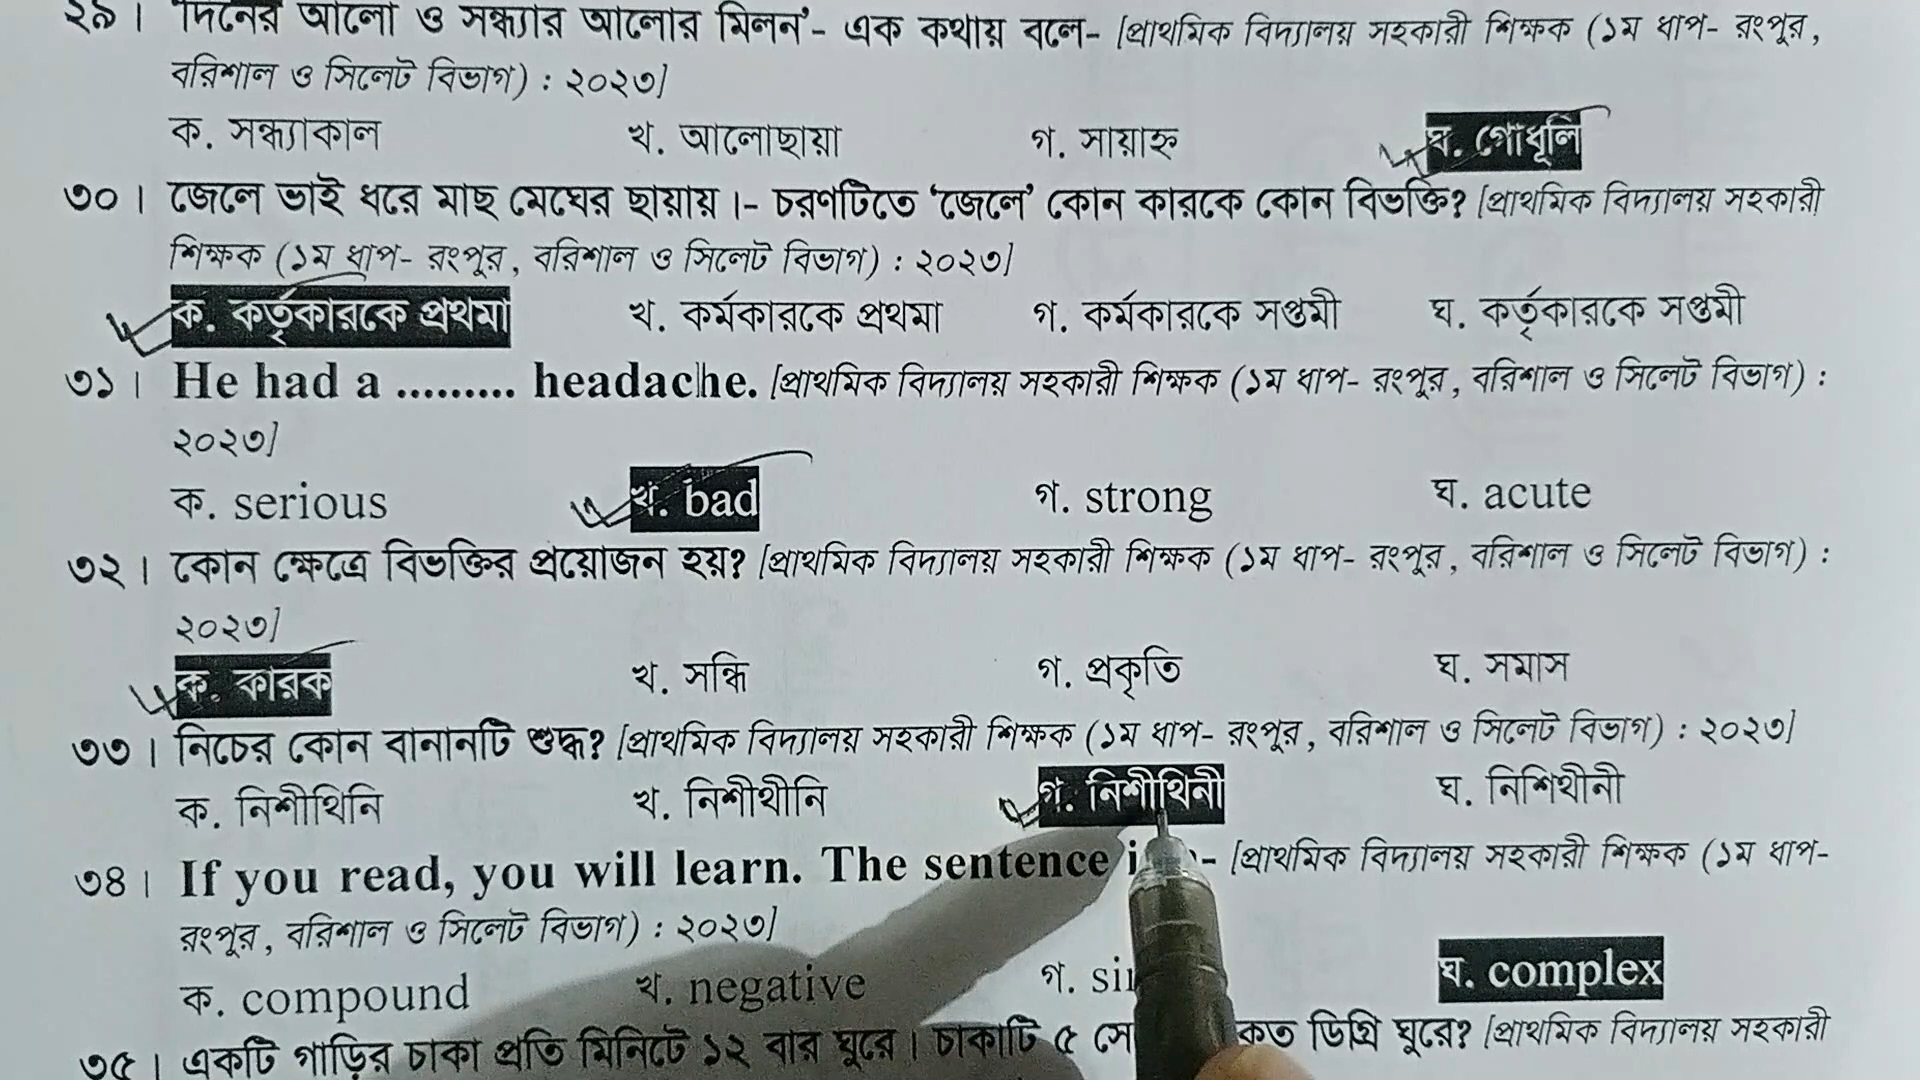 ২৯। 'দিনের আলো ও সন্ধ্যার আলোর মিলন'- এক কথায় বলে- [প্রাথমিক বিদ্যালয় সহকারী শিক্ষক (১ম ধাপ- রংপুর,
বরিশাল ও সিলেট বিভাগ) : ২০২৩]
ক. সন্ধ্যাকাল খ. আলোছায়া গ. সায়াহ্ন ঘ. গোধূলি
৩০। জেলে ভাই ধরে মাছ মেঘের ছায়ায়।- চরণটিতে 'জেলে' কোন কারকে কোন বিভক্তি? [প্রাথমিক বিদ্যালয় সহকারী
শিক্ষক (১ম ধাপ- রংপুর, বরিশাল ও সিলেট বিভাগ) : ২০২৩]
ক. কর্তৃকারকে প্রথমা খ. কর্মকারকে প্রথমা গ. কর্মকারকে সপ্তমী ঘ. কর্তৃকারকে সপ্তমী
৩১। He had a ......... headache. [প্রাথমিক বিদ্যালয় সহকারী শিক্ষক (১ম ধাপ- রংপুর, বরিশাল ও সিলেট বিভাগ) :
২০২৩]
ক. serious খ. bad গ. strong ঘ. acute
৩২। কোন ক্ষেত্রে বিভক্তির প্রয়োজন হয়? [প্রাথমিক বিদ্যালয় সহকারী শিক্ষক (১ম ধাপ- রংপুর, বরিশাল ও সিলেট বিভাগ) :
২০২৩]
ক. কারক খ. সন্ধি গ. প্রকৃতি ঘ. সমাস
৩৩। নিচের কোন বানানটি শুদ্ধ? [প্রাথমিক বিদ্যালয় সহকারী শিক্ষক (১ম ধাপ- রংপুর, বরিশাল ও সিলেট বিভাগ) : ২০২৩]
ক. নিশীথিনি খ. নিশীথীনি গ. নিশীথিনী ঘ. নিশিথীনী
৩৪। If you read, you will learn. The sentence - [প্রাথমিক বিদ্যালয় সহকারী শিক্ষক (১ম ধাপ-
রংপুর, বরিশাল ও সিলেট বিভাগ) : ২০২৩]
ক. compound খ. negative গ. ঘ. complex
৩৫। একটি গাড়ির চাকা প্রতি মিনিটে ১২ বার ঘুরে। চাকাটি ৫ কত ডিগ্রি ঘুরে? [প্রাথমিক বিদ্যালয় সহকারী